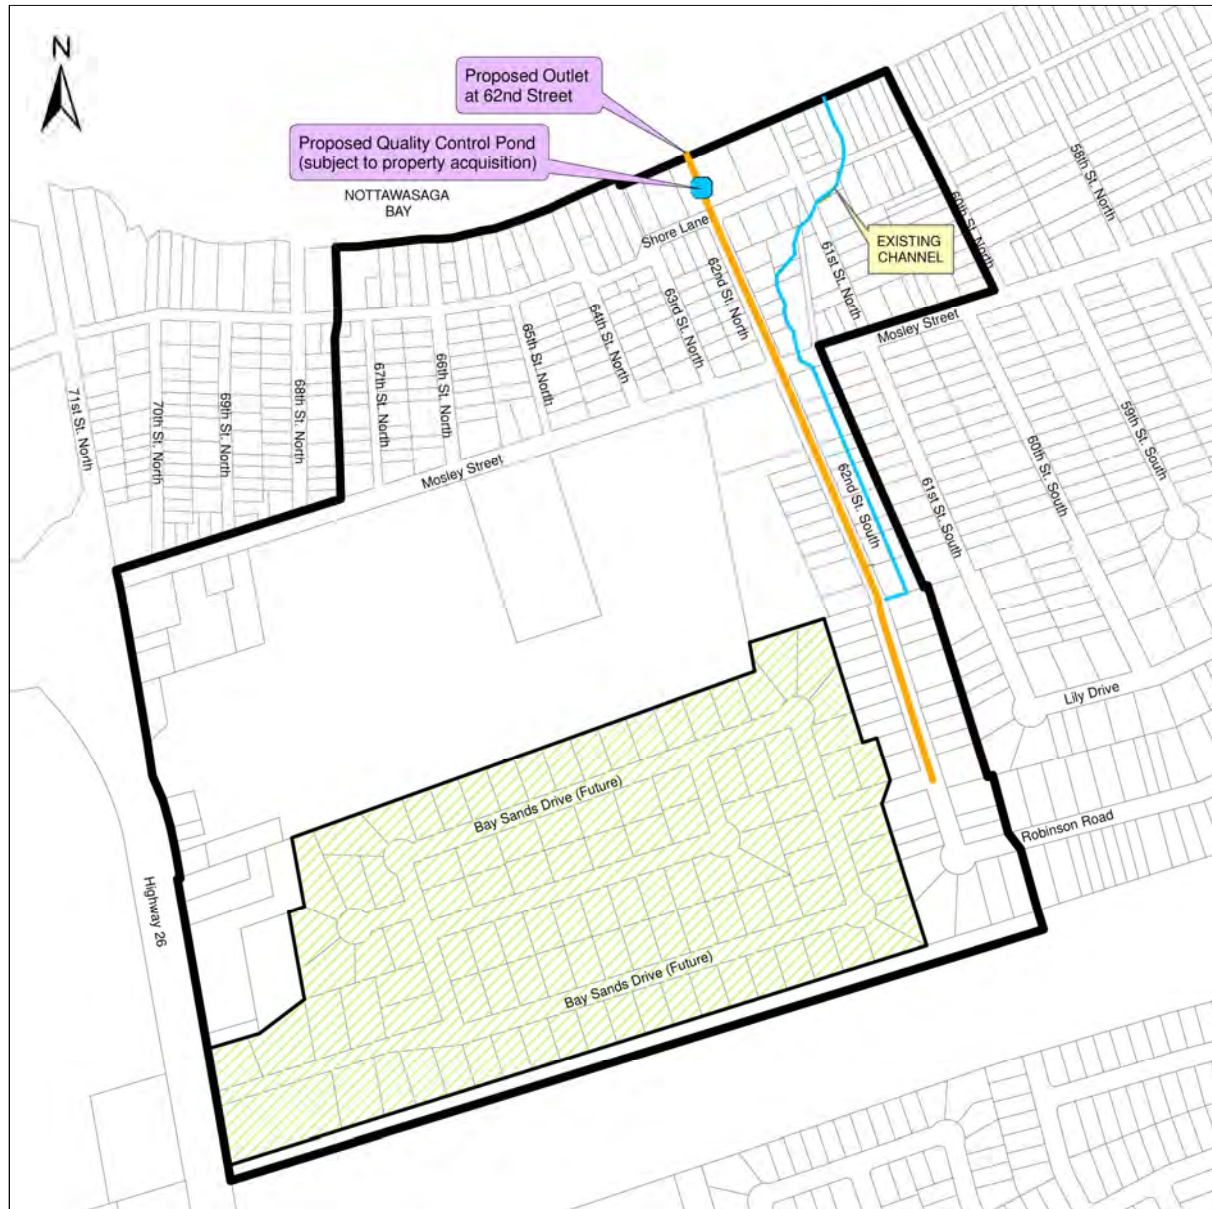 N
Proposed Outlet
at 62nd Street
Proposed Quality Control Pond
(subject to property acquisition)
NOTTAWASAGA
BAY
58th St. North
60th St. North
Shore Lane
EXISTING
CHANNEL
61st St. North
62nd St. North
63rd St. North
64th St. North
65th St. North
66th St. North
67th St. North
68th St. North
69th St. North
70th St. North
71st St. North
Mosley Street
Mosley Street
59th St. South
60th St. South
61st St. South
62nd St. South
Lily Drive
Bay Sands Drive (Future)
Robinson Road
Highway 26
Bay Sands Drive (Future)